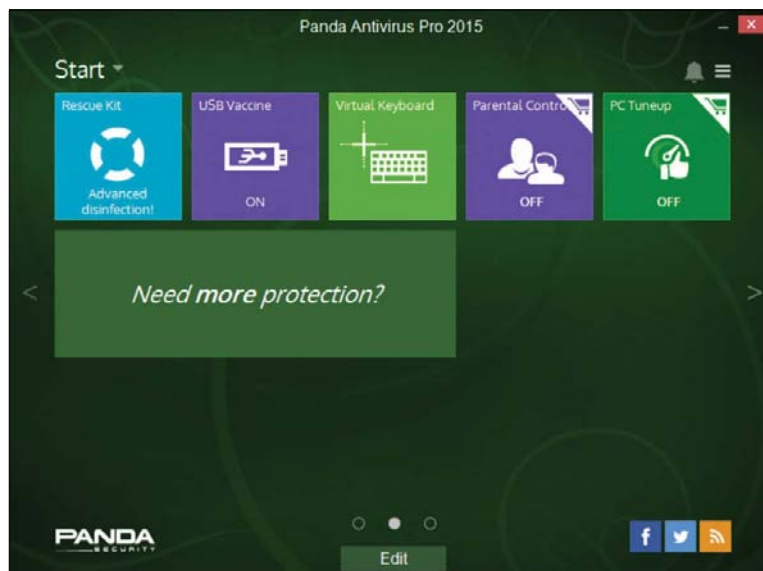 Panda Antivirus Pro 2015
Start
Rescue Kit
Advanced
disinfection!
USB Vaccine
ON
Virtual Keyboard
Parental Contro
OFF
PC Tuneup
OFF
Need more protection?
PANDA
SECURITY
Edit
f